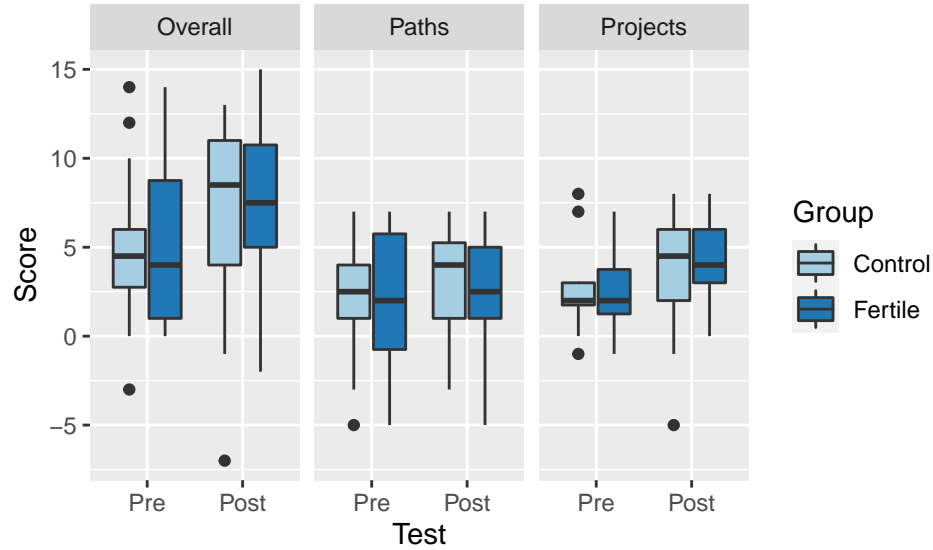 Overall Paths Projects
15
10
5
0
−5
Score
Pre Post Pre Post Pre Post
Test
Group
Control
Fertile